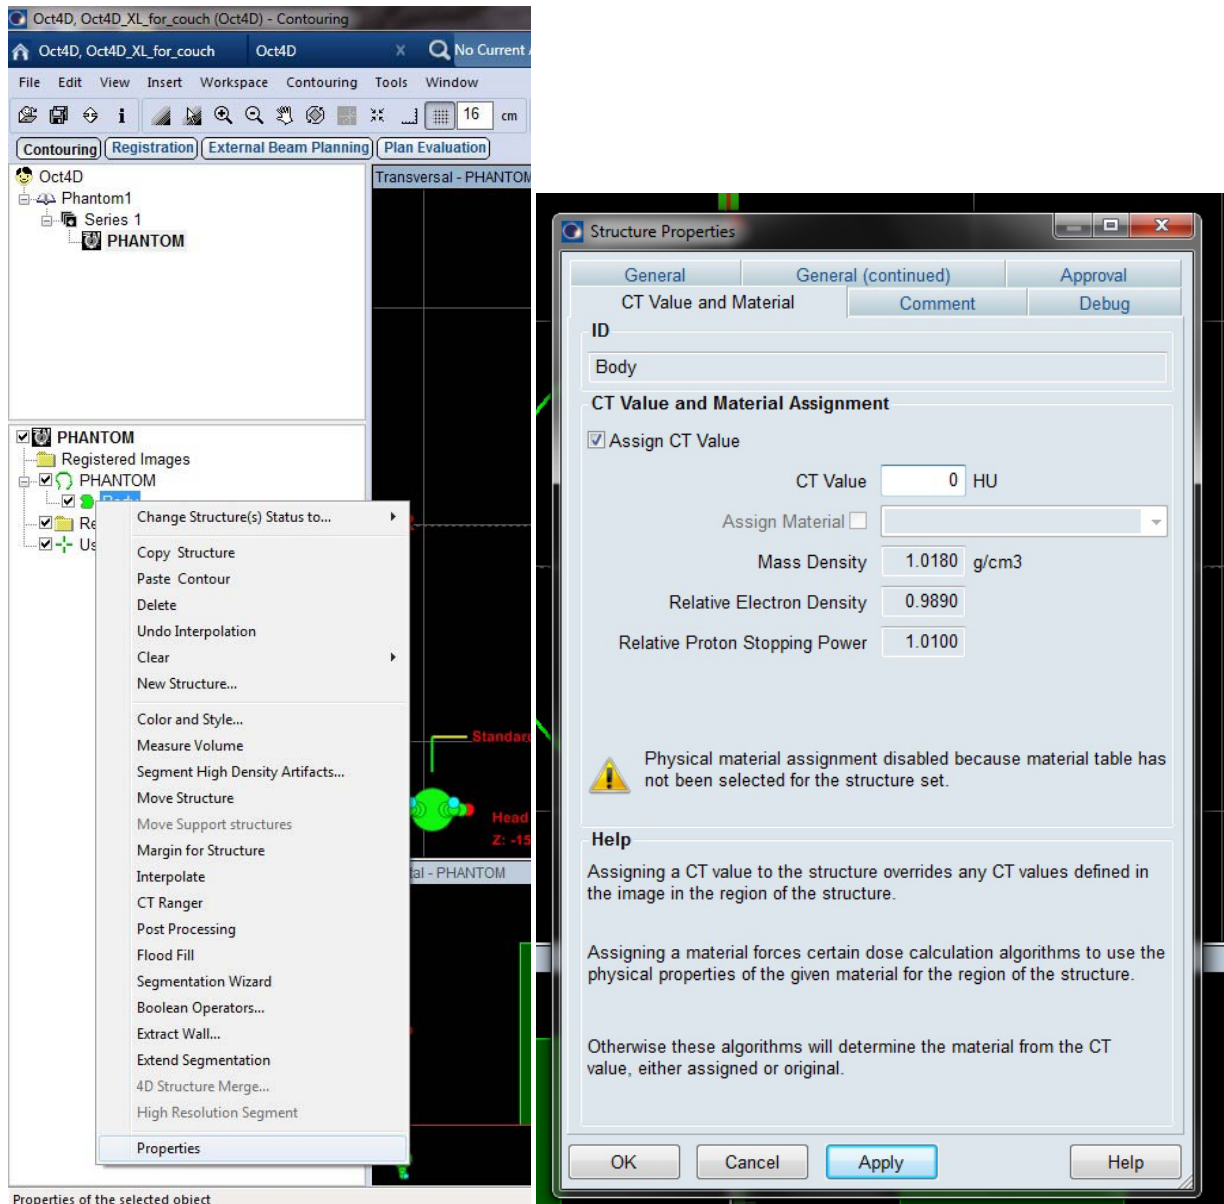 Oct4D, Oct4D_XL_for_couch (Oct4D) - Contouring
Oct4D, Oct4D_XL_for_couch Oct4D x No Current
File Edit View Insert Workspace Contouring Tools Window
i 16 cm
Contouring Registration External Beam Planning Plan Evaluation
Oct4D
Phantom1
Series 1
PHANTOM
Transversal - PHANTOM
PHANTOM
Registered Images
PHANTOM
Body
Re
Us
Change Structure(s) Status to...
Copy Structure
Paste Contour
Delete
Undo Interpolation
Clear
New Structure...
Color and Style...
Measure Volume
Segment High Density Artifacts...
Move Structure
Move Support structures
Margin for Structure
Interpolate
CT Ranger
Post Processing
Flood Fill
Segmentation Wizard
Boolean Operators...
Extract Wall...
Extend Segmentation
4D Structure Merge...
High Resolution Segment
Properties
Standard
Head
Z: -15
tal - PHANTOM
Properties of the selected object
Structure Properties
General General (continued) Approval
CT Value and Material Comment Debug
ID
Body
CT Value and Material Assignment
Assign CT Value
CT Value 0 HU
Assign Material
Mass Density 1.0180 g/cm3
Relative Electron Density 0.9890
Relative Proton Stopping Power 1.0100
Physical material assignment disabled because material table has
not been selected for the structure set.
Help
Assigning a CT value to the structure overrides any CT values defined in
the image in the region of the structure.
Assigning a material forces certain dose calculation algorithms to use the
physical properties of the given material for the region of the structure.
Otherwise these algorithms will determine the material from the CT
value, either assigned or original.
OK Cancel Apply Help